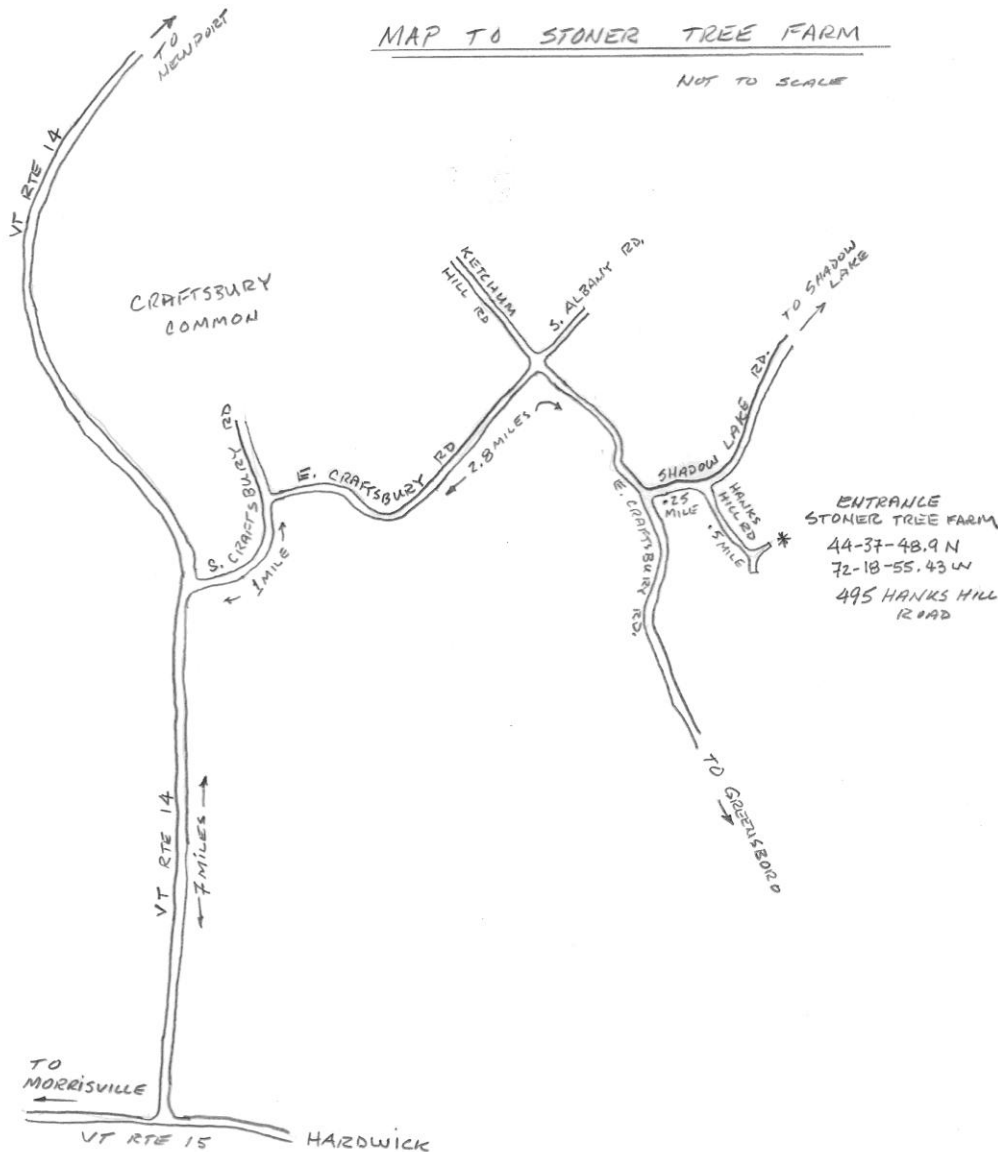 MAP TO STONER TREE FARM
NOT TO SCALE
TO
NEWPORT
VT RTE 14
CRAFTSBURY
COMMON
KETCHUM
HILL RD
S. ALBANY RD.
TO SHADOW
LAKE
S. CRAFTSBURY RD
E. CRAFTSBURY RD
2.8 MILES
SHADOW LAKE RD.
.25
MILE
HANKS
HILL RD
.5 MILE
*
ENTRANCE
STONER TREE FARM
44-37-48.9 N
72-18-55.43 W
495 HANKS HILL
ROAD
1 MILE
E. CRAFTSBURY RD.
TO GREENSBORO
VT RTE 14
7 MILES
TO
MORRISVILLE
VT RTE 15
HARDWICK